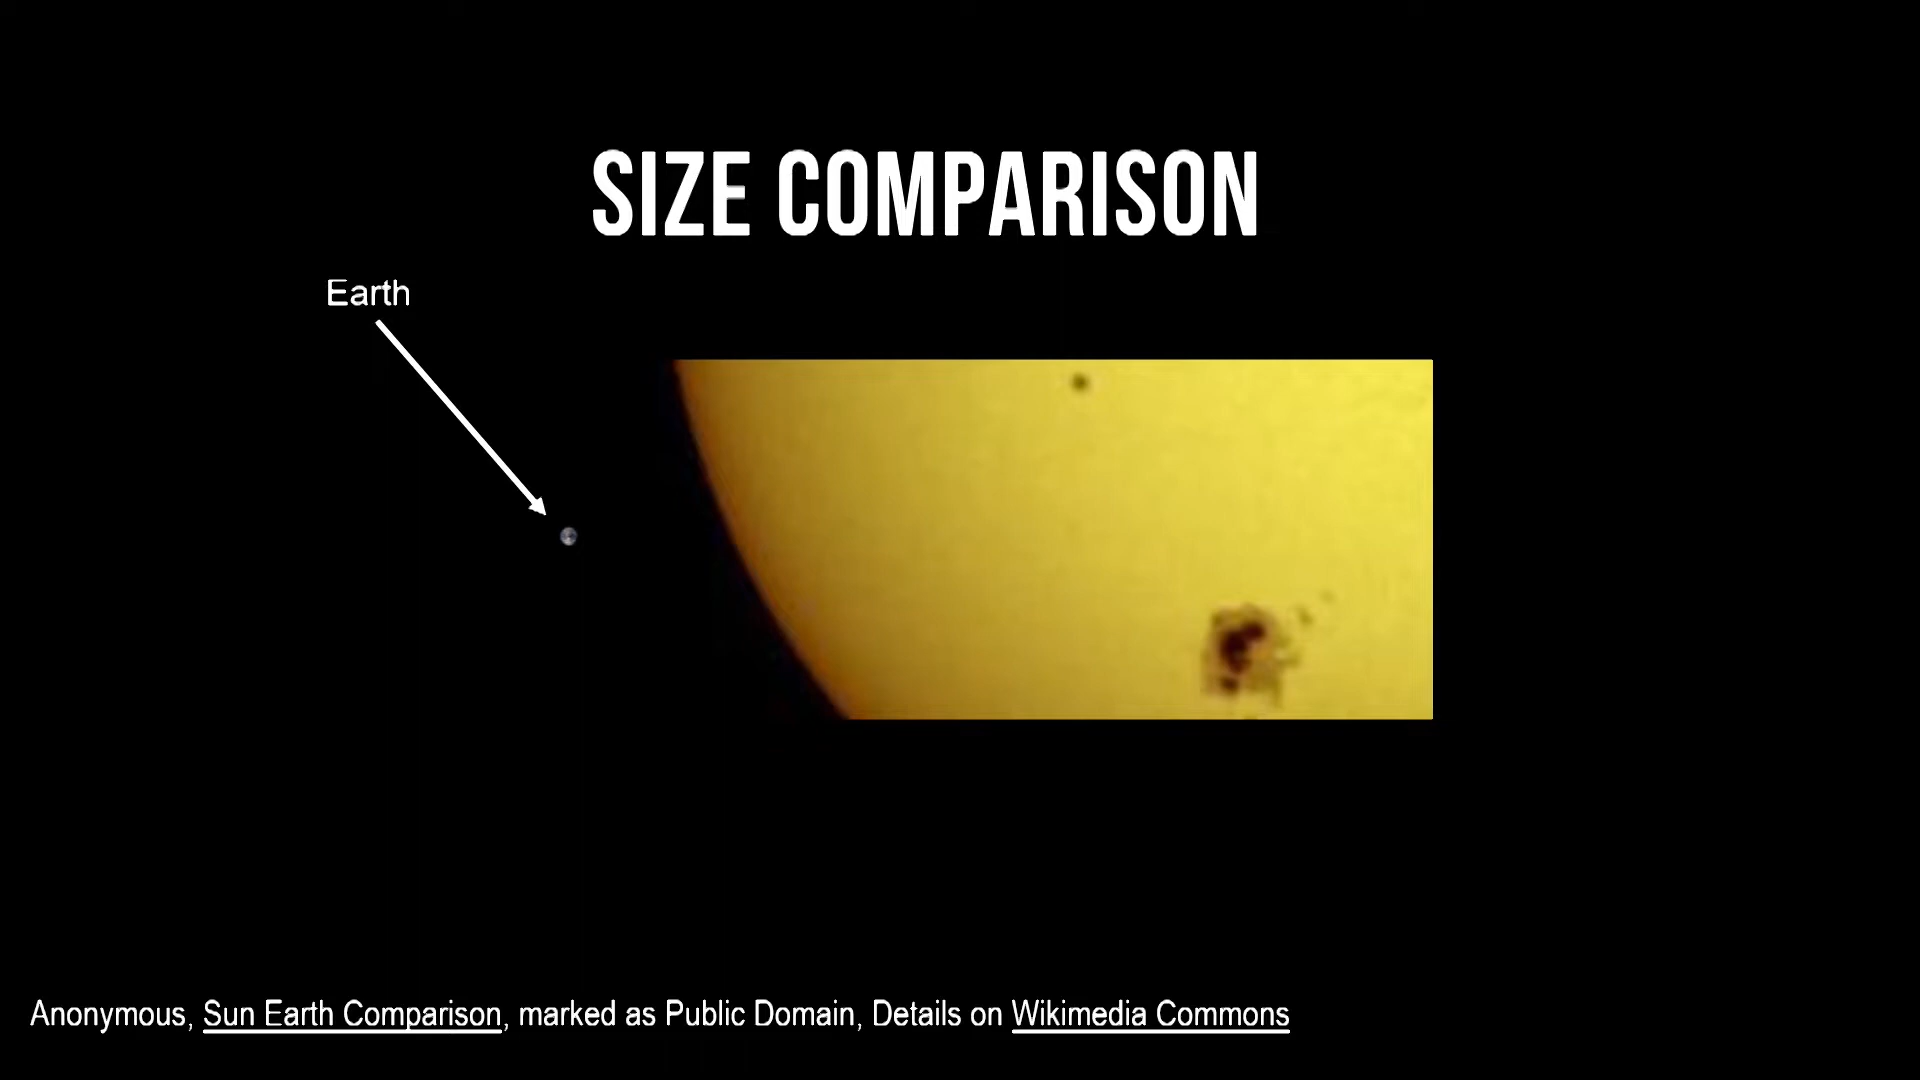 SIZE COMPARISON
Earth
Anonymous, Sun Earth Comparison, marked as Public Domain, Details on Wikimedia Commons